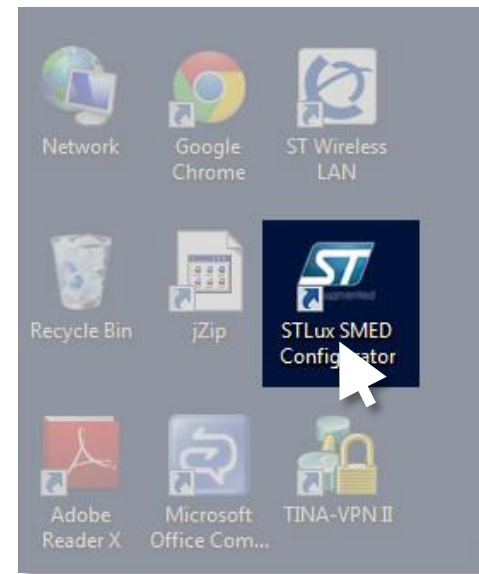 Network
Google
Chrome
ST Wireless
LAN
Recycle Bin
jZip
ST
augmented
STLux SMED
Configurator
Adobe
Reader X
Microsoft
Office Com...
TINA-VPN II